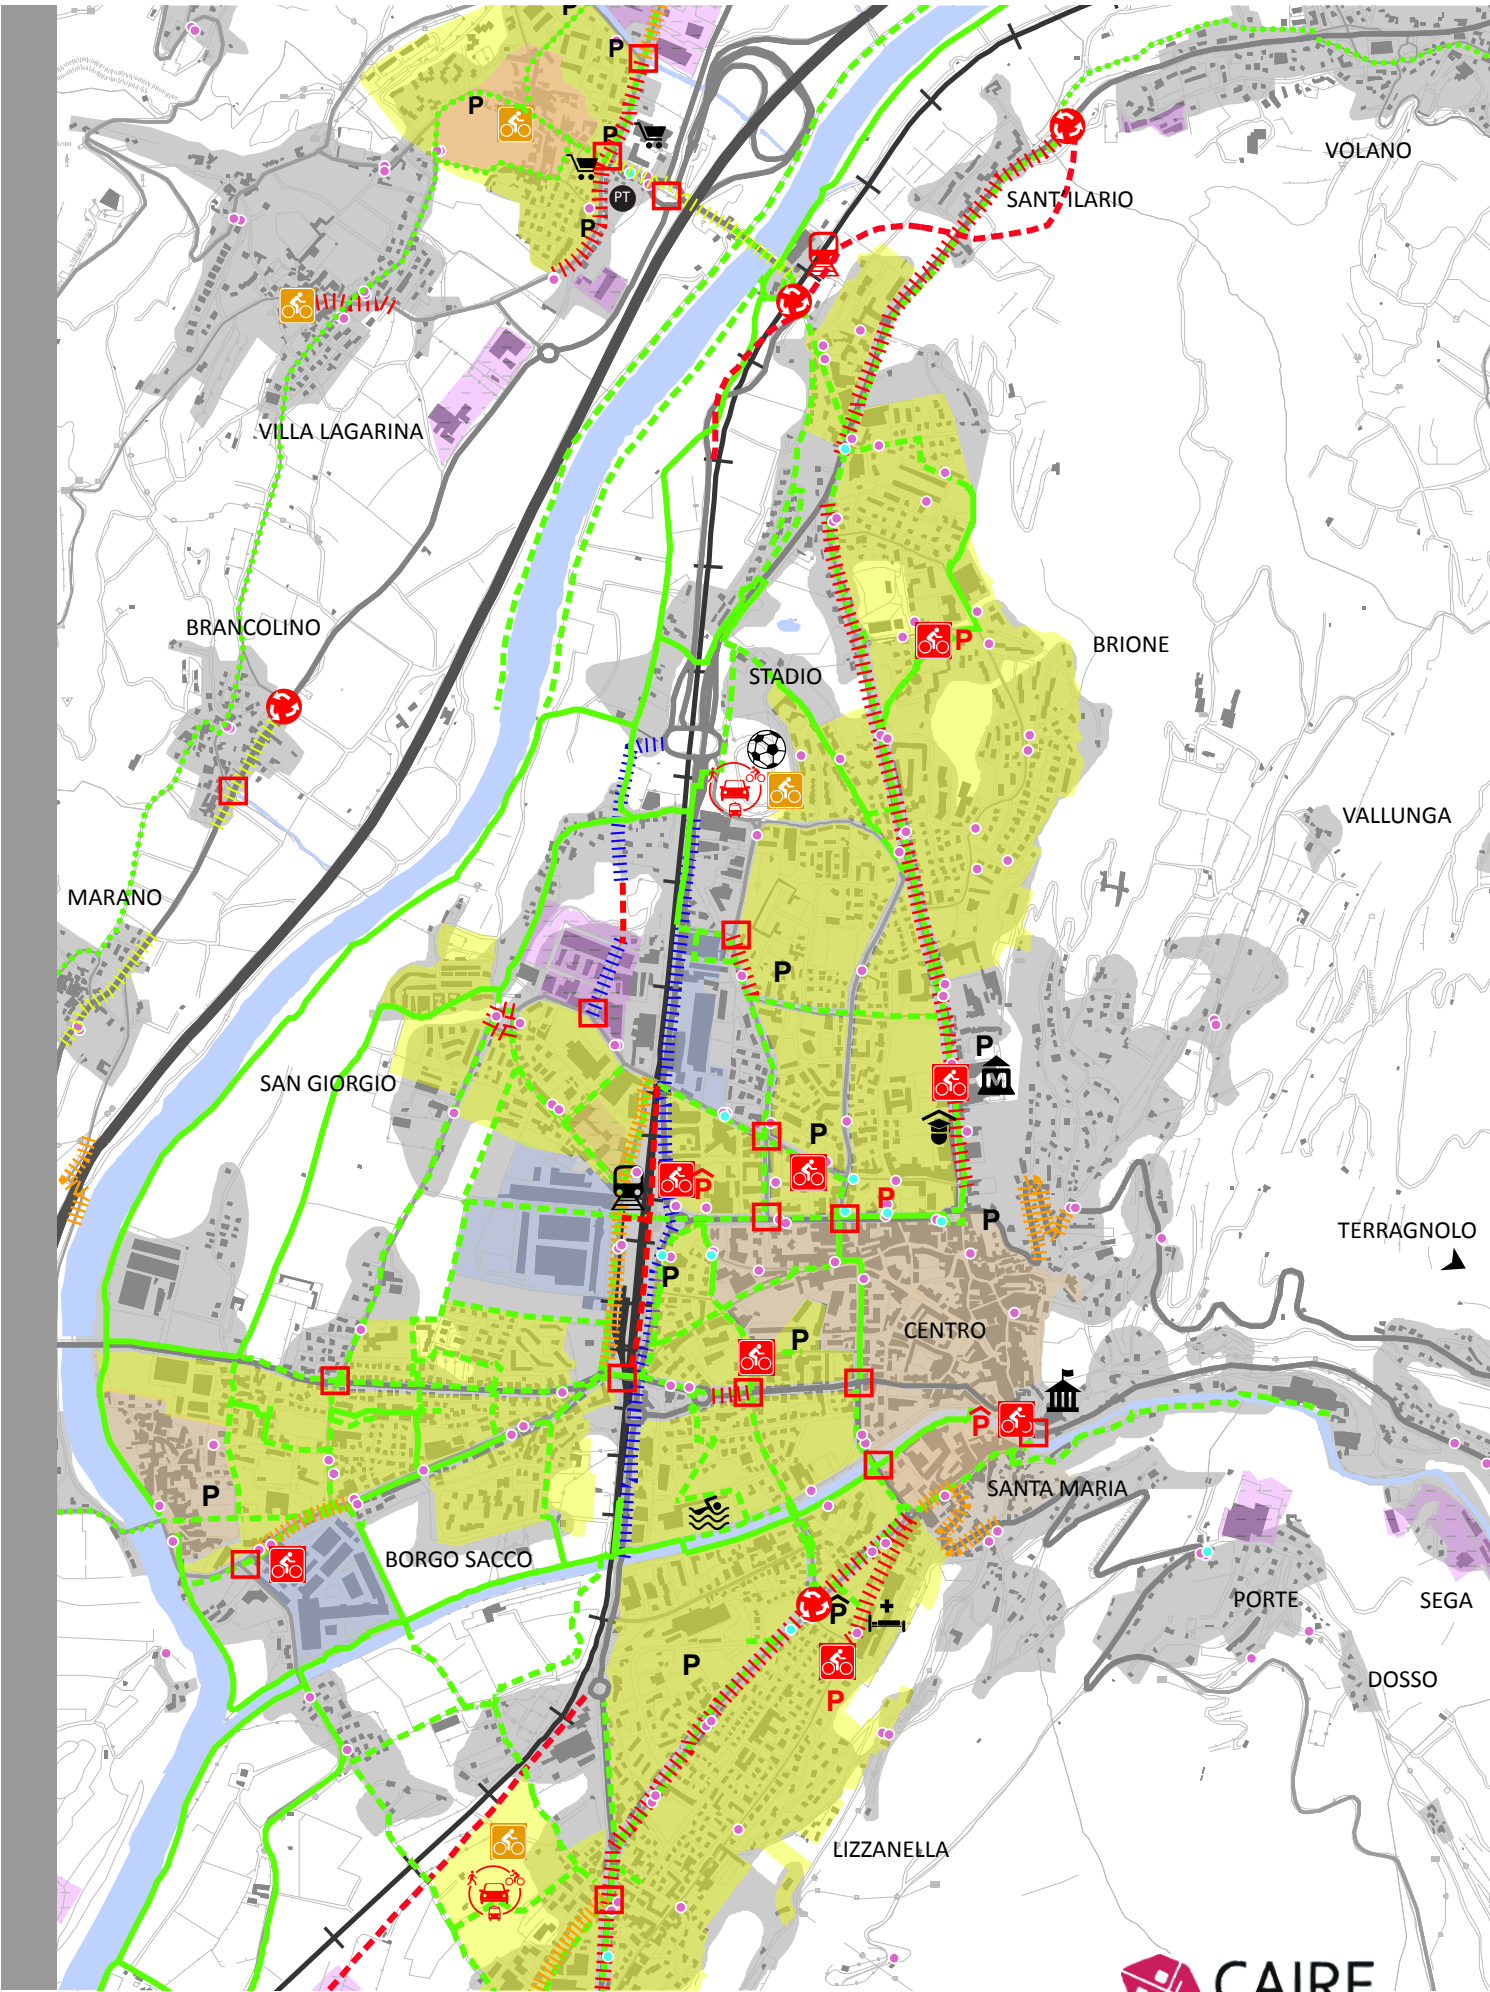 P
P
P
P
PT
P
VOLANO
SANT'ILARIO
VILLA LAGARINA
BRANCOLINO
P
BRIONE
STADIO
VALLUNGA
MARANO
P
P
M
SAN GIORGIO
P
P
P
P
TERRAGNOLO
P
CENTRO
P
P
SANTA MARIA
P
BORGO SACCO
PORTE
SEGA
P
P
DOSSO
P
LIZZANELLA
CAIRE